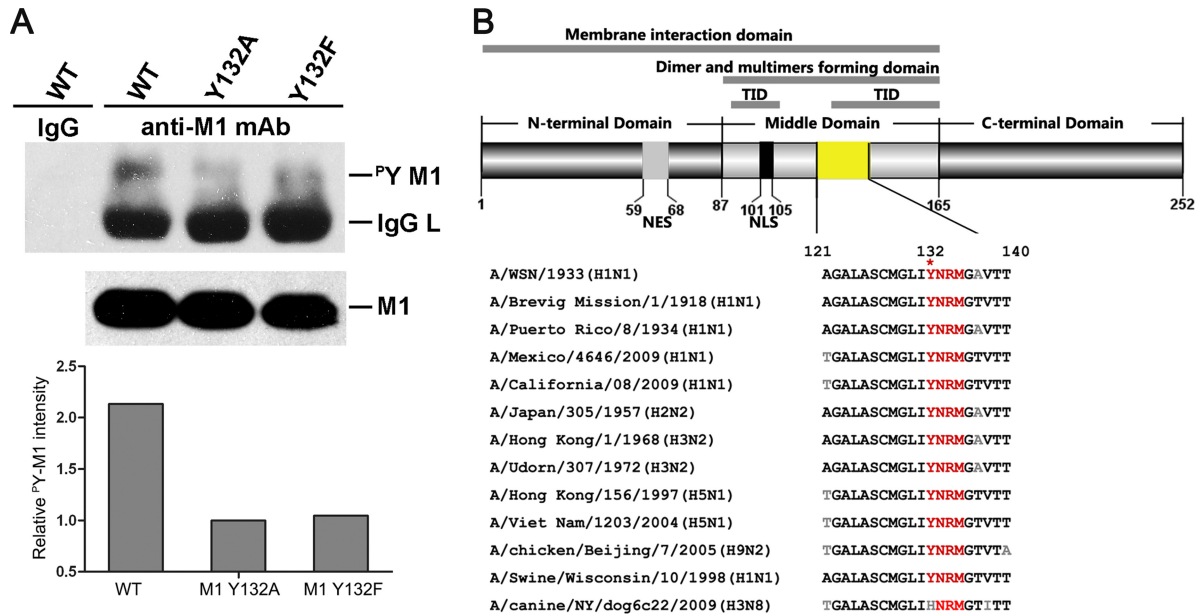 A
WT
WT
Y132A
Y132F
IgG
anti-M1 mAb
PY M1
IgG L
M1
2.5
2.0
1.5
1.0
0.5
Relative PY-M1 intensity
WT
M1 Y132A
M1 Y132F
B
Membrane interaction domain
Dimer and multimers forming domain
TID
TID
N-terminal Domain
Middle Domain
C-terminal Domain
1
59
68
87
101
105
165
252
NES
NLS
121
132
140
*
A/WSN/1933(H1N1) AGALASCMGLIYNRMGAVTT
A/Brevig Mission/1/1918(H1N1) AGALASCMGLIYNRMGTVTT
A/Puerto Rico/8/1934(H1N1) AGALASCMGLIYNRMGAVTT
A/Mexico/4646/2009(H1N1) TGALASCMGLIYNRMGTVTT
A/California/08/2009(H1N1) TGALASCMGLIYNRMGTVTT
A/Japan/305/1957(H2N2) AGALASCMGLIYNRMGAVTT
A/Hong Kong/1/1968(H3N2) AGALASCMGLIYNRMGAVTT
A/Udorn/307/1972(H3N2) AGALASCMGLIYNRMGAVTT
A/Hong Kong/156/1997(H5N1) TGALASCMGLIYNRMGTVTT
A/Viet Nam/1203/2004(H5N1) TGALASCMGLIYNRMGTVTT
A/chicken/Beijing/7/2005(H9N2) TGALASCMGLIYNRMGTVTA
A/Swine/Wisconsin/10/1998(H1N1) AGALASCMGLIYNRMGTVTT
A/canine/NY/dog6c22/2009(H3N8) TGALASCMGLIHNRMGTITT